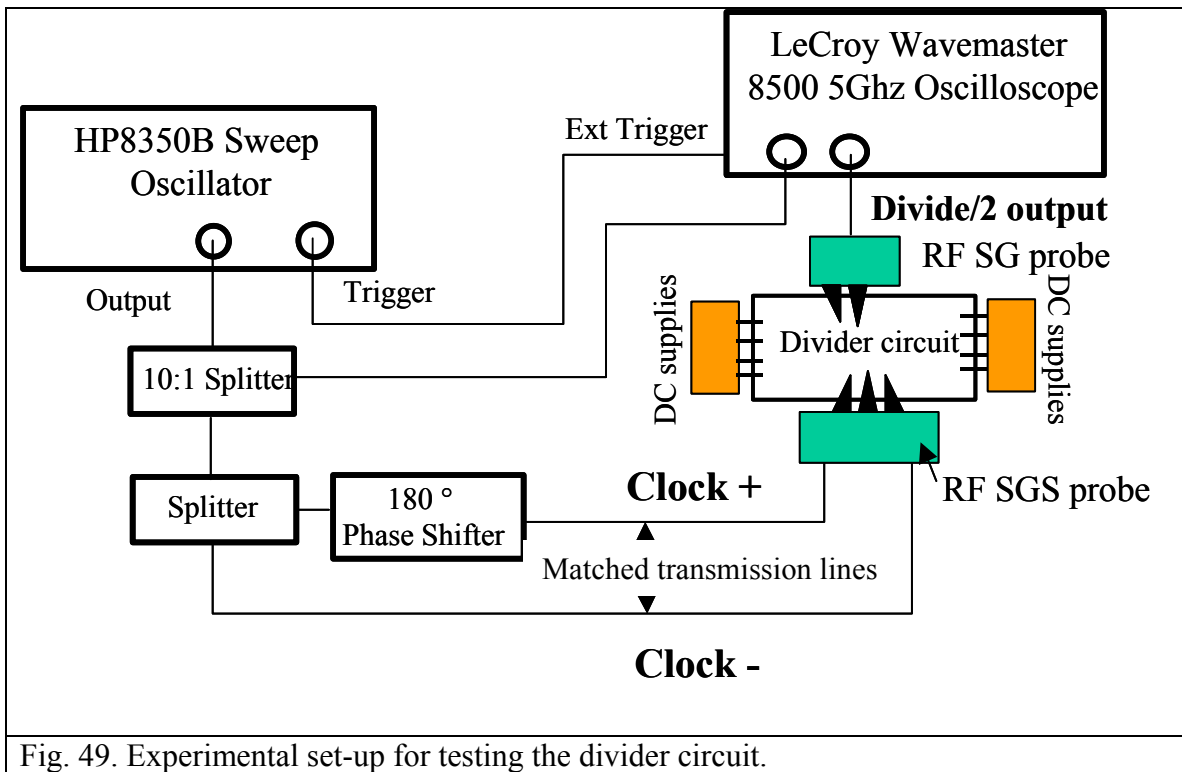 LeCroy Wavemaster
8500 5Ghz Oscilloscope
HP8350B Sweep
Oscillator
Ext Trigger
Divide/2 output
RF SG probe
Output
Trigger
DC supplies
Divider circuit
DC supplies
10:1 Splitter
Splitter
180 °
Phase Shifter
Clock +
RF SGS probe
Matched transmission lines
Clock -
Fig. 49. Experimental set-up for testing the divider circuit.